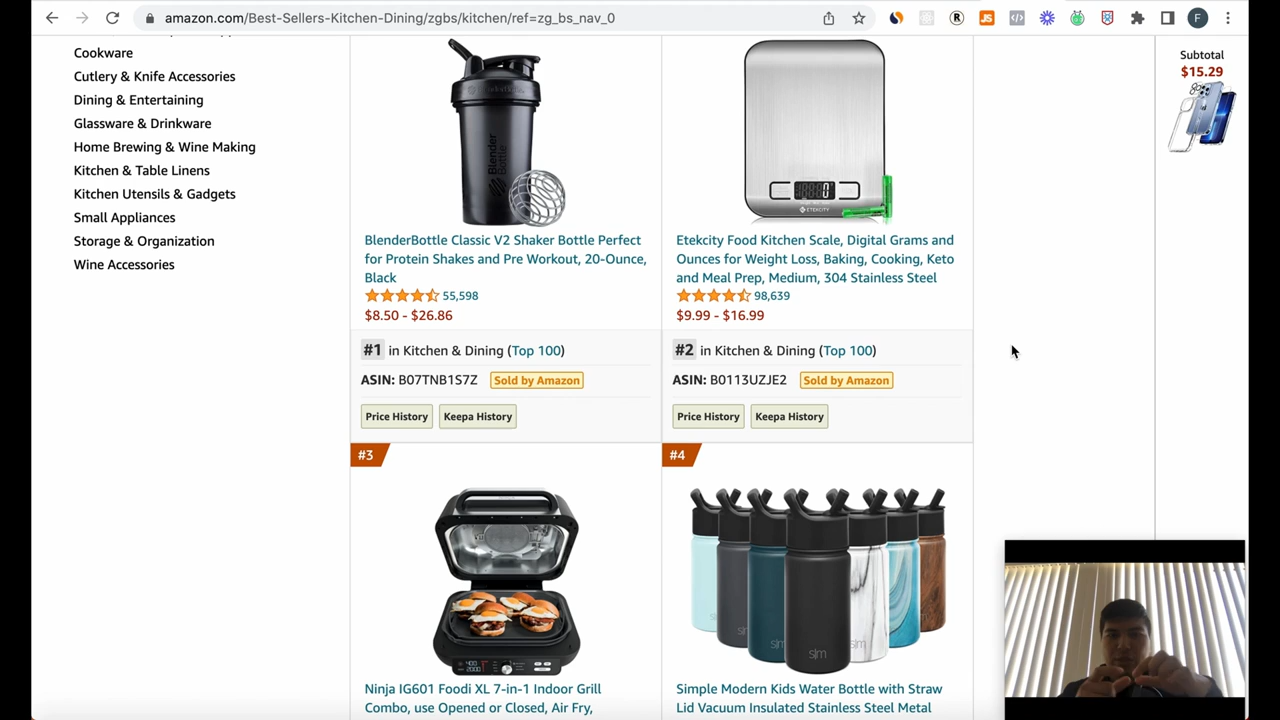 amazon.com/Best-Sellers-Kitchen-Dining/zgbs/kitchen/ref=zg_bs_nav_0
F
Cookware
Cutlery & Knife Accessories
Dining & Entertaining
Glassware & Drinkware
Home Brewing & Wine Making
Kitchen & Table Linens
Kitchen Utensils & Gadgets
Small Appliances
Storage & Organization
Wine Accessories
Blender Bottle
BlenderBottle Classic V2 Shaker Bottle Perfect
for Protein Shakes and Pre Workout, 20-Ounce,
Black
55,598
$8.50 - $26.86
#1 in Kitchen & Dining (Top 100)
ASIN: B07TNB1S7Z Sold by Amazon
Price History Keepa History
ETEKCITY
Etekcity Food Kitchen Scale, Digital Grams and
Ounces for Weight Loss, Baking, Cooking, Keto
and Meal Prep, Medium, 304 Stainless Steel
98,639
$9.99 - $16.99
#2 in Kitchen & Dining (Top 100)
ASIN: B0113UZJE2 Sold by Amazon
Price History Keepa History
#3
Ninja IG601 Foodi XL 7-in-1 Indoor Grill
Combo, use Opened or Closed, Air Fry,
#4
slm
Simple Modern Kids Water Bottle with Straw
Lid Vacuum Insulated Stainless Steel Metal
Subtotal
$15.29